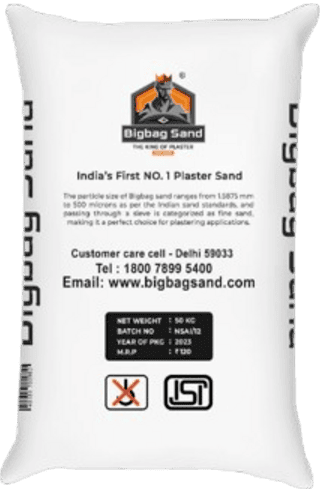 ®
Bigbag Sand
THE KING OF PLASTER
India's First NO. 1 Plaster Sand
The particle size of Bigbag sand ranges from 1.5875 mm
to 500 microns as per the Indian sand standards, and
passing through a sieve is categorized as fine sand,
making it a perfect choice for plastering applications.
Customer care cell - Delhi 59033
Tel : 1800 7899 5400
Email: www.bigbagsand.com
NET WEIGHT : 50 KG
BATCH NO : NSAI/12
YEAR OF PKG : 2023
M.R.P : ₹120
ISI
Bigbag Sand
Bigbag Sand